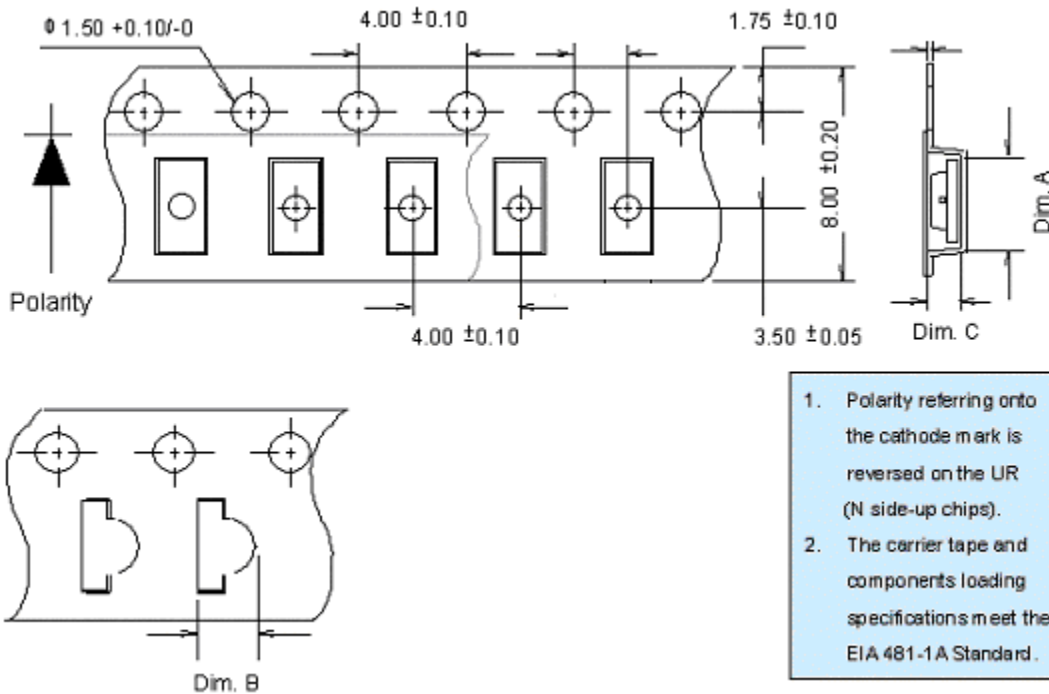 Φ 1.50 +0.10/-0
4.00 ±0.10
1.75 ±0.10
8.00 ±0.20
Dim. A
Polarity
4.00 ±0.10
3.50 ±0.05
Dim. C
Dim. B
1. Polarity referring onto
the cathode mark is
reversed on the UR
(N side-up chips).
2. The carrier tape and
components loading
specifications meet the
EIA 481-1A Standard.